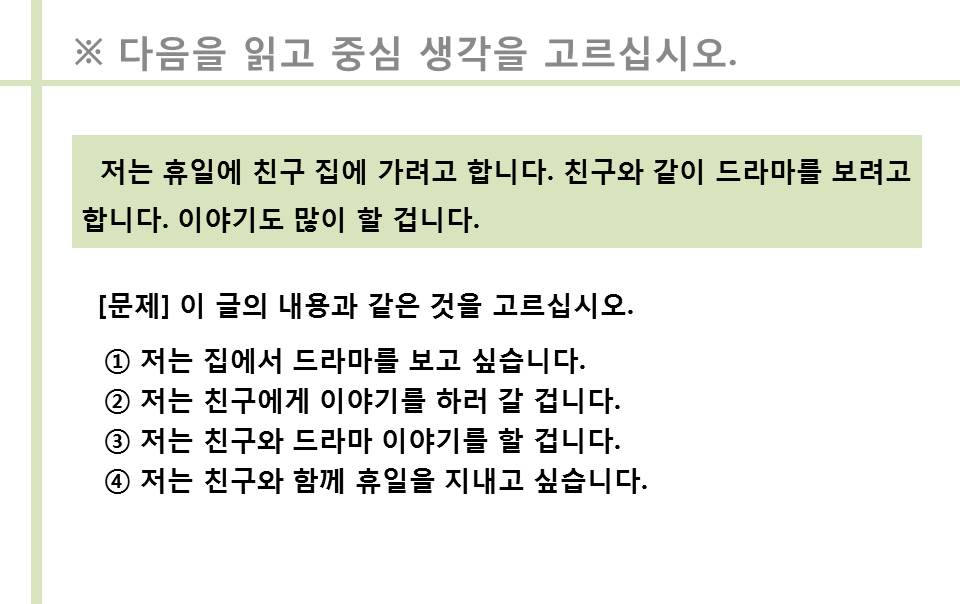 ※ 다음을 읽고 중심 생각을 고르십시오.
저는 휴일에 친구 집에 가려고 합니다. 친구와 같이 드라마를 보려고
합니다. 이야기도 많이 할 겁니다.
[문제] 이 글의 내용과 같은 것을 고르십시오.
① 저는 집에서 드라마를 보고 싶습니다.
② 저는 친구에게 이야기를 하러 갈 겁니다.
③ 저는 친구와 드라마 이야기를 할 겁니다.
④ 저는 친구와 함께 휴일을 지내고 싶습니다.